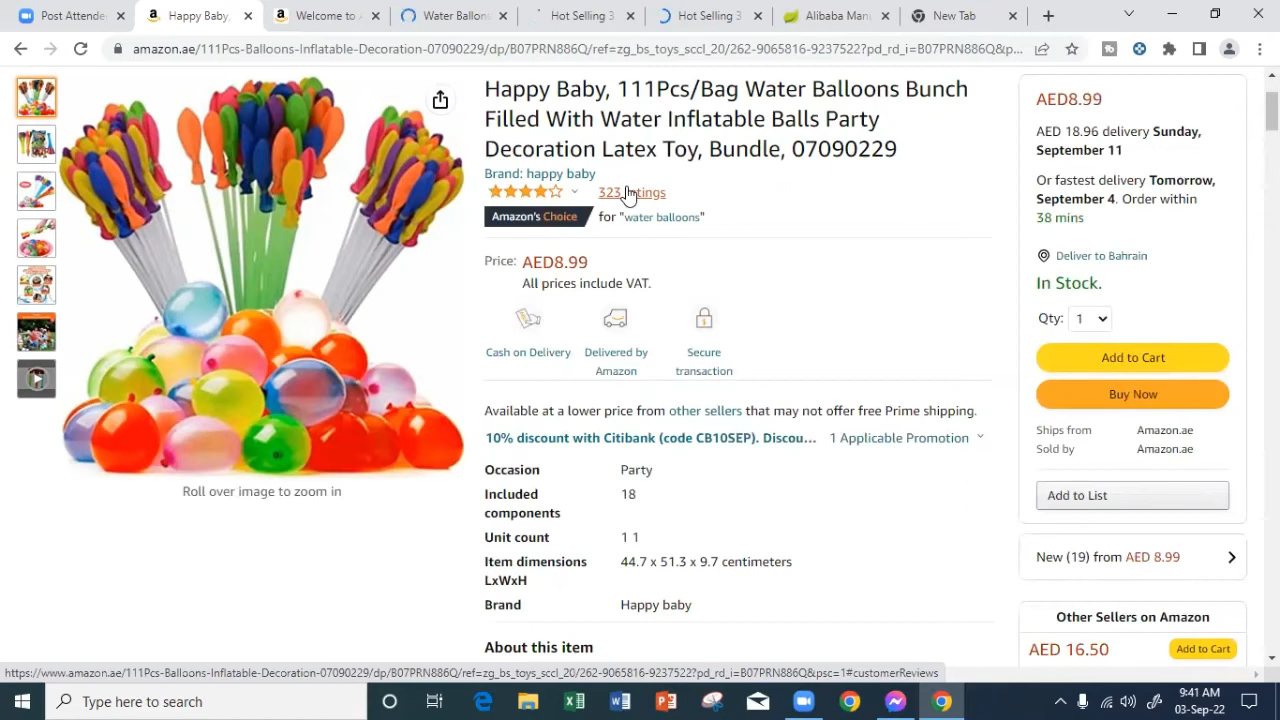 Post Attende
Happy Baby,
Welcome to
Water Ballon
Hot Selling 3
Hot Selling 3
Alibaba Man
New Tab
amazon.ae/111Pcs-Balloons-Inflatable-Decoration-07090229/dp/B07PRN886Q/ref=zg_bs_toys_sccl_20/262-9065816-9237522?pd_rd_i=B07PRN886Q&p...
Happy Baby, 111Pcs/Bag Water Balloons Bunch
Filled With Water Inflatable Balls Party
Decoration Latex Toy, Bundle, 07090229
Brand: happy baby
323 ratings
Amazon's Choice for "water balloons"
Price: AED8.99
All prices include VAT.
Cash on Delivery
Delivered by
Amazon
Secure
transaction
Available at a lower price from other sellers that may not offer free Prime shipping.
10% discount with Citibank (code CB10SEP). Discou... 1 Applicable Promotion
Occasion Party
Included
components 18
Unit count 1 1
Item dimensions
LxWxH 44.7 x 51.3 x 9.7 centimeters
Brand Happy baby
About this item
Roll over image to zoom in
AED8.99
AED 18.96 delivery Sunday,
September 11
Or fastest delivery Tomorrow,
September 4. Order within
38 mins
Deliver to Bahrain
In Stock.
Qty: 1
Add to Cart
Buy Now
Ships from Amazon.ae
Sold by Amazon.ae
Add to List
New (19) from AED 8.99
Other Sellers on Amazon
AED 16.50 Add to Cart
https://www.amazon.ae/111Pcs-Balloons-Inflatable-Decoration-07090229/dp/B07PRN886Q/ref=zg_bs_toys_sccl_20/262-9065816-9237522?pd_rd_i=B07PRN886Q&psc=1#customerReviews
Type here to search
9:41 AM
03-Sep-22